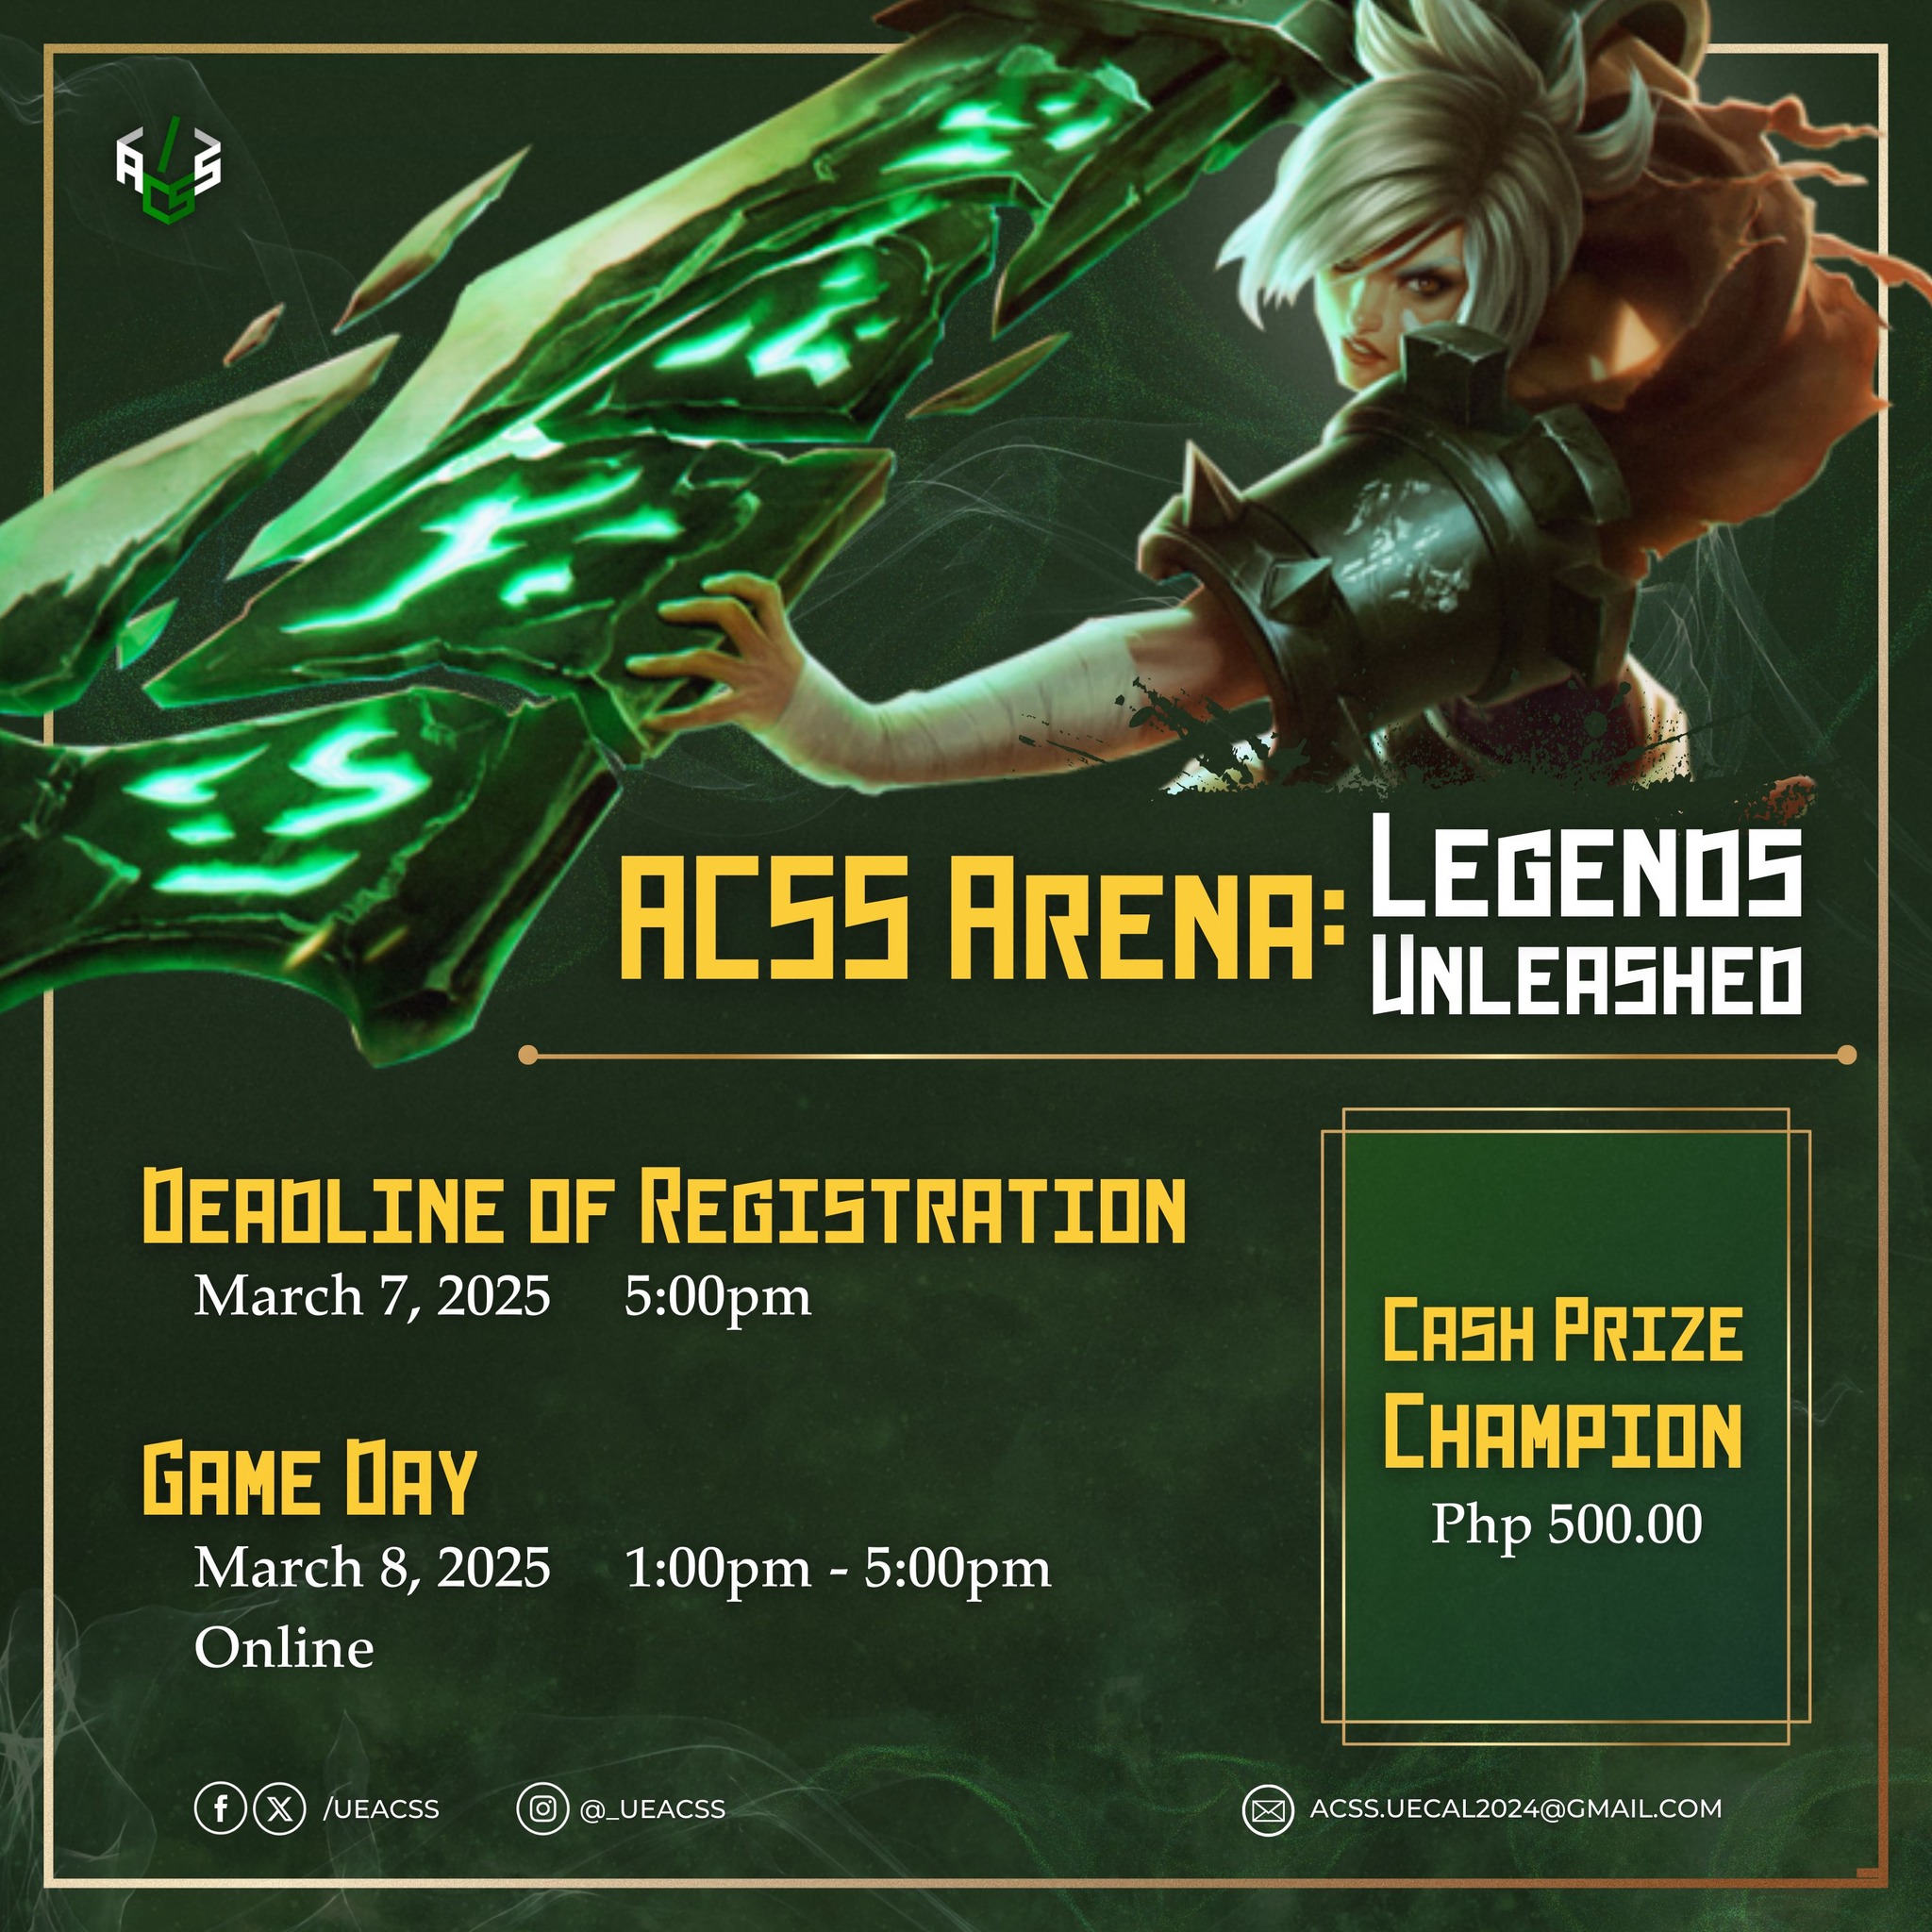 ACSS
ACSS Arena: Legends Unleashed
Deadline of Registration
March 7, 2025 5:00pm
Game Day
March 8, 2025 1:00pm - 5:00pm
Online
Cash Prize
Champion
Php 500.00
/UEACSS
@_UEACSS
ACSS.UECAL2024@GMAIL.COM